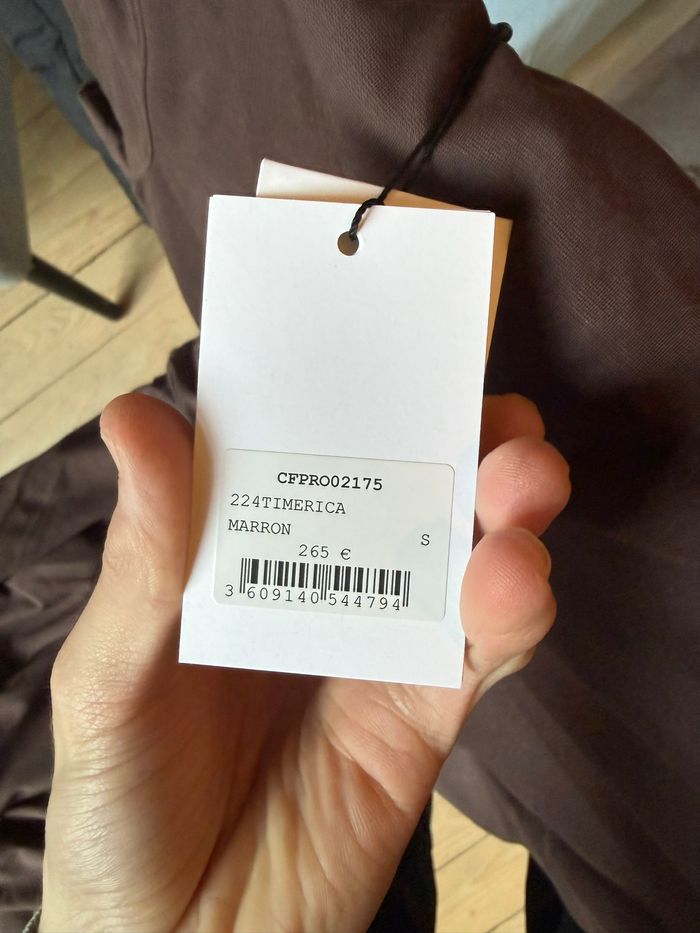 CFPRO02175
224TIMERICA
MARRON
S
265 €
3 609140 544794